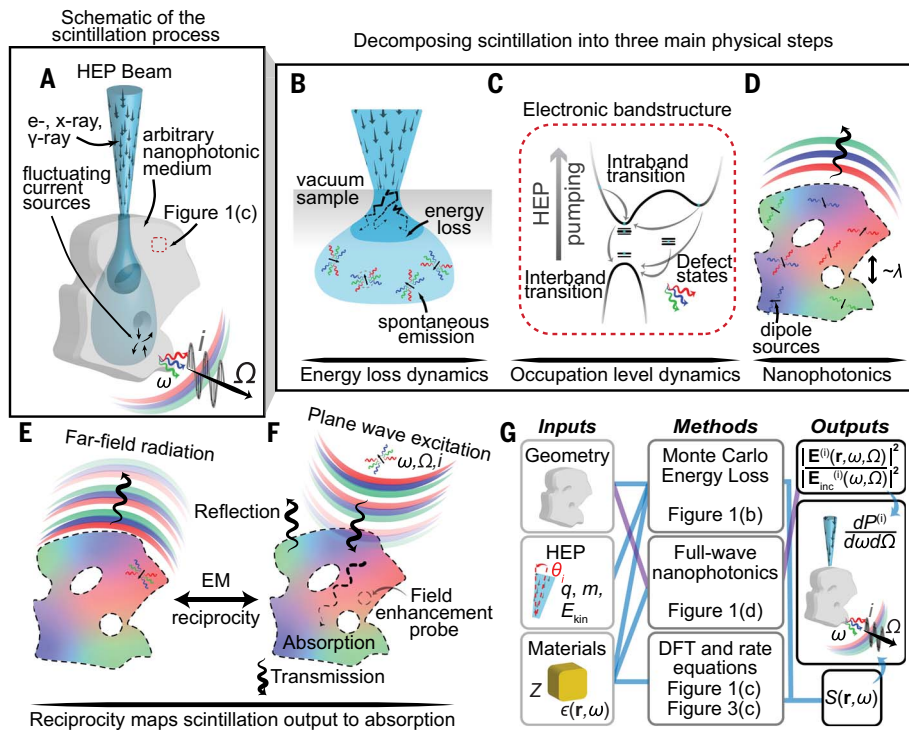 Schematic of the
scintillation process
Decomposing scintillation into three main physical steps
A
HEP Beam
e-, x-ray,
γ-ray
arbitrary
nanophotonic
medium
fluctuating
current
sources
Figure 1(c)
i
ω
Ω
B
vacuum
sample
energy
loss
spontaneous
emission
Energy loss dynamics
C
Electronic bandstructure
HEP
pumping
Intraband
transition
Interband
transition
Defect
states
Occupation level dynamics
D
~λ
dipole
sources
Nanophotonics
E
Far-field radiation
EM
reciprocity
F
Plane wave excitation
ω,Ω,i
Reflection
Field
enhancement
probe
Absorption
Transmission
Reciprocity maps scintillation output to absorption
G
Inputs
Methods
Outputs
Geometry
HEP
θi
q, m,
Ekin
Materials
Z
ϵ(r,ω)
Monte Carlo
Energy Loss
Figure 1(b)
Full-wave
nanophotonics
Figure 1(d)
DFT and rate
equations
Figure 1(c)
Figure 3(c)
|E(i)(r,ω,Ω)|2
|Einc(i)(ω,Ω)|2
dP(i)
dωdΩ
i
ω
Ω
S(r,ω)